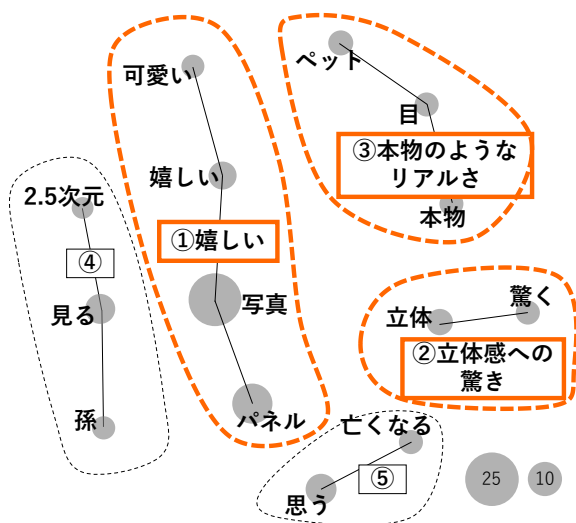 ペット
可愛い
目
③本物のような
リアルさ
嬉しい
2.5次元
本物
①嬉しい
④
驚く
写真
立体
見る
②立体感への
驚き
パネル
孫
亡くなる
⑤
25
10
思う